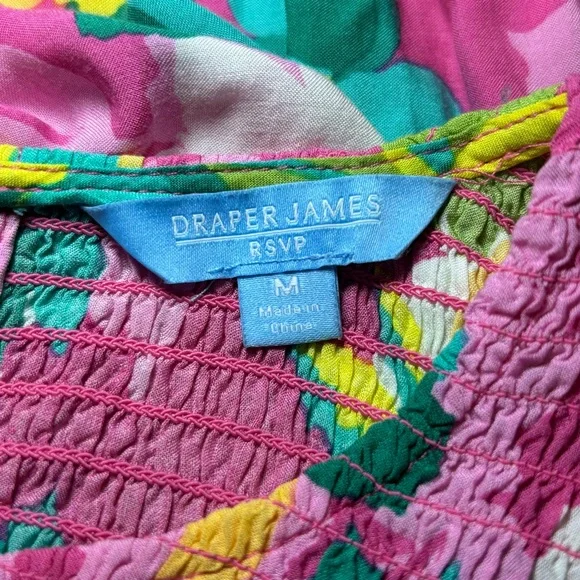 DRAPER JAMES
RSVP
M
Made in
China